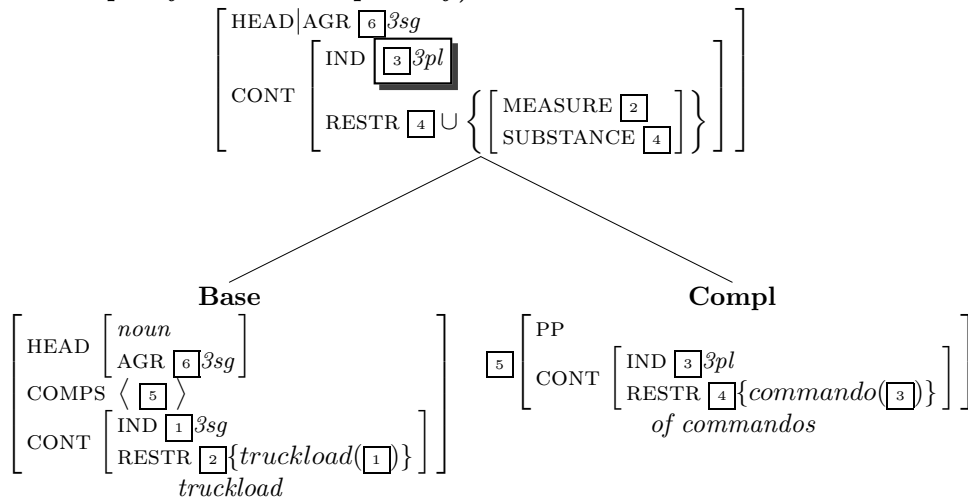 HEAD|AGR 6 3sg
IND 3 3pl
CONT
RESTR 4 ∪ { [ MEASURE 2
SUBSTANCE 4 ] }
Base
HEAD [ noun
AGR 6 3sg ]
COMPS ⟨ 5 ⟩
CONT [ IND 1 3sg
RESTR 2 {truckload(1)} ]
truckload
Compl
5 [ PP
CONT [ IND 3 3pl
RESTR 4 {commando(3)} ] ]
of commandos